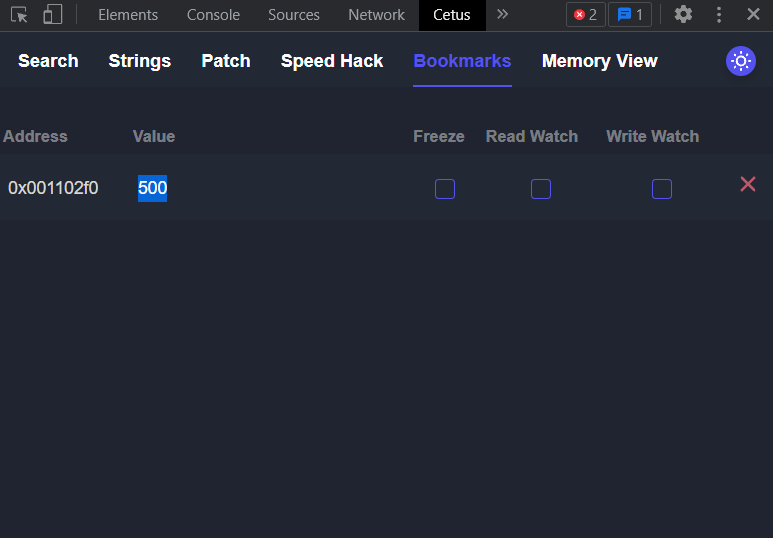 Elements Console Sources Network Cetus 2 1
Search Strings Patch Speed Hack Bookmarks Memory View
Address Value Freeze Read Watch Write Watch
0x001102f0 500